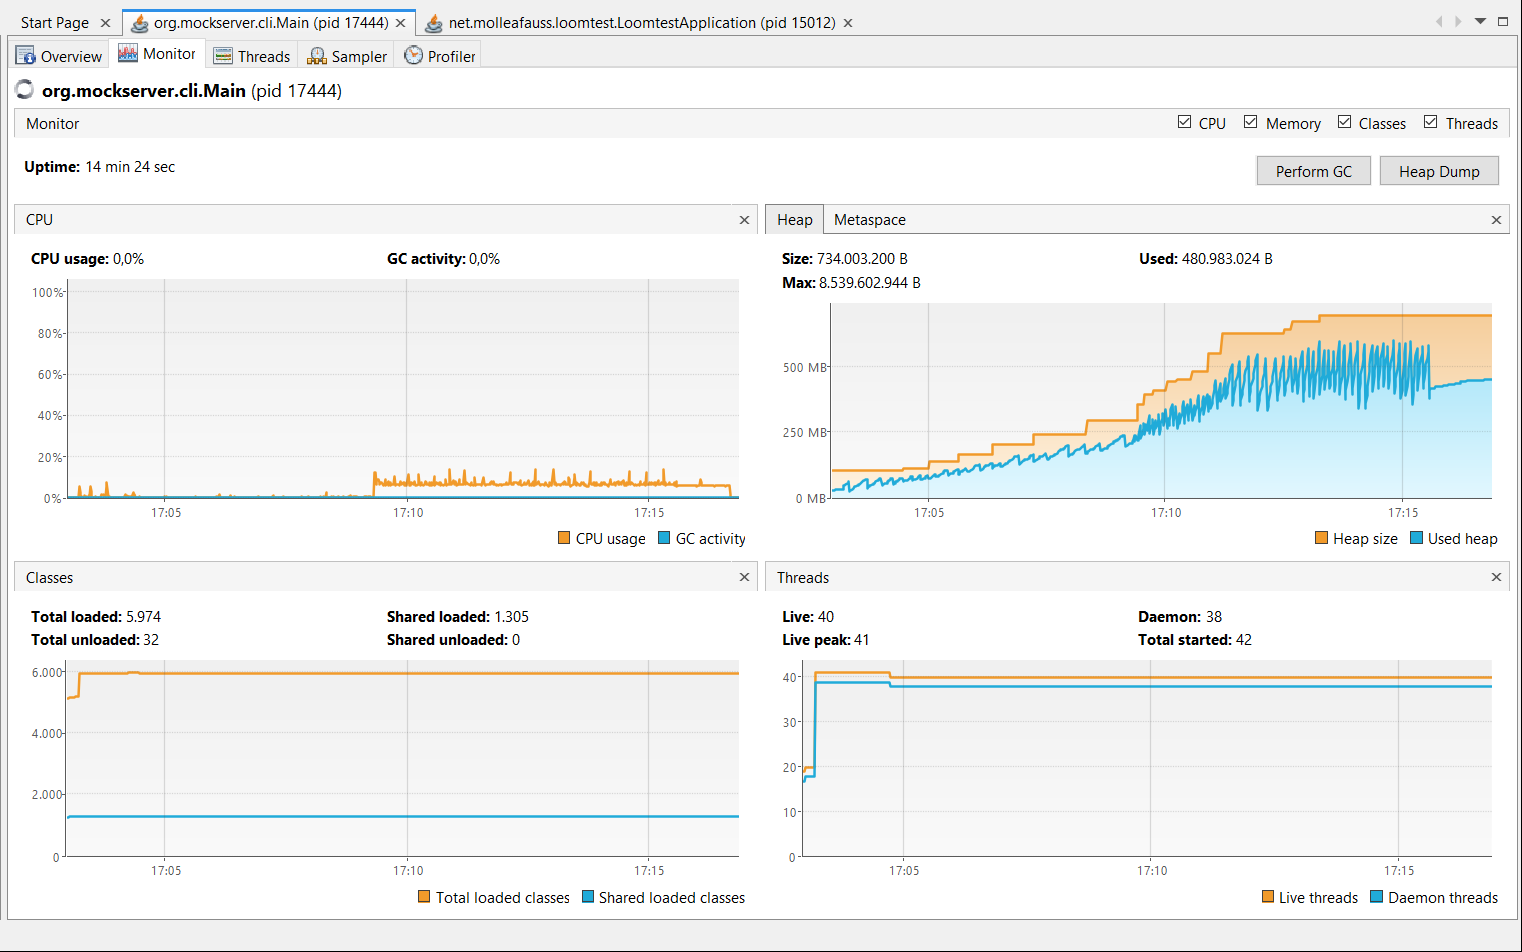 Start Page
org.mockserver.cli.Main (pid 17444)
net.molleafauss.loomtest.LoomtestApplication (pid 15012)
Overview Monitor Threads Sampler Profiler
org.mockserver.cli.Main (pid 17444)
Monitor
CPU Memory Classes Threads
Uptime: 14 min 24 sec
Perform GC Heap Dump
CPU
CPU usage: 0,0% GC activity: 0,0%
100%
80%
60%
40%
20%
0%
17:05 17:10 17:15
CPU usage GC activity
Heap Metaspace
Size: 734.003.200 B Used: 480.983.024 B
Max: 8.539.602.944 B
500 MB
250 MB
0 MB
17:05 17:10 17:15
Heap size Used heap
Classes
Total loaded: 5.974 Shared loaded: 1.305
Total unloaded: 32 Shared unloaded: 0
6.000
4.000
2.000
0
17:05 17:10 17:15
Total loaded classes Shared loaded classes
Threads
Live: 40 Daemon: 38
Live peak: 41 Total started: 42
40
30
20
10
0
17:05 17:10 17:15
Live threads Daemon threads